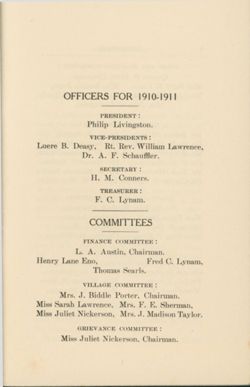 OFFICERS FOR 1910-1911
PRESIDENT:
Philip Livingston.
VICE-PRESIDENTS:
Luere B. Deasy, Rt. Rev. William Lawrence,
Dr. A. F. Schauffler.
SECRETARY:
H. M. Conners.
TREASURER:
F. C. Lynam.
COMMITTEES
FINANCE COMMITTEE:
L. A. Austin, Chairman.
Henry Lane Eno, Fred C. Lynam,
Thomas Searls.
VILLAGE COMMITTEE:
Mrs. J. Biddle Porter, Chairman.
Miss Sarah Lawrence, Mrs. F. E. Sherman,
Miss Juliet Nickerson, Mrs. J. Madison Taylor.
GRIEVANCE COMMITTEE:
Miss Juliet Nickerson, Chairman.